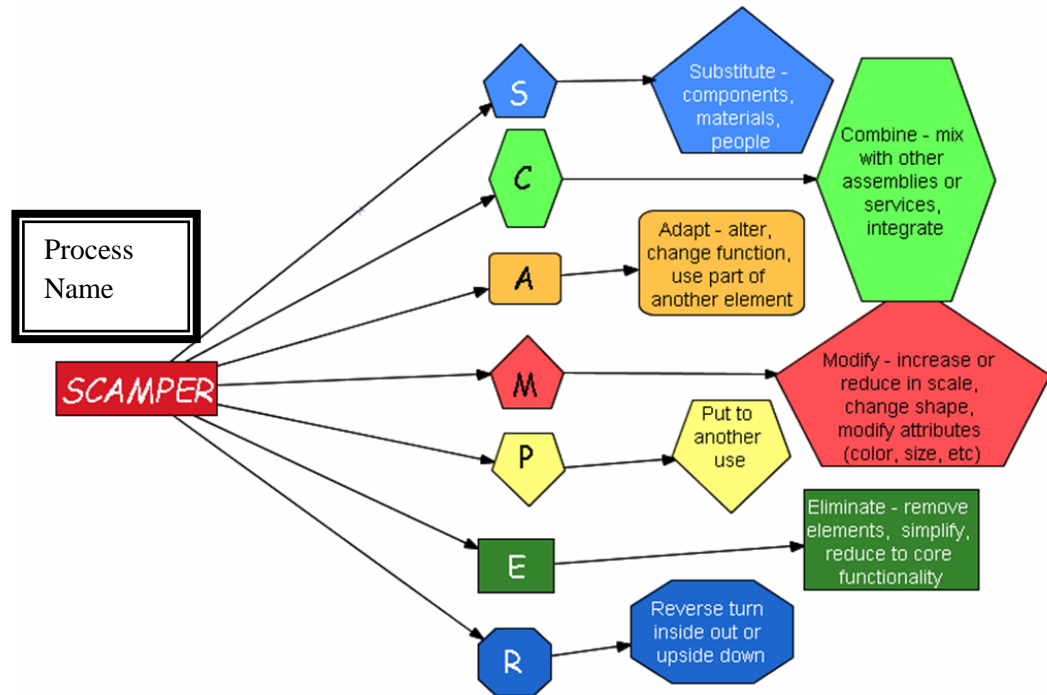 S
Substitute -
components,
materials,
people
C
Combine - mix
with other
assemblies or
services,
integrate
Process
Name
A
Adapt - alter,
change function,
use part of
another element
SCAMPER
M
Modify - increase or
reduce in scale,
change shape,
modify attributes
(color, size, etc)
P
Put to
another
use
E
Eliminate - remove
elements, simplify,
reduce to core
functionality
R
Reverse turn
inside out or
upside down